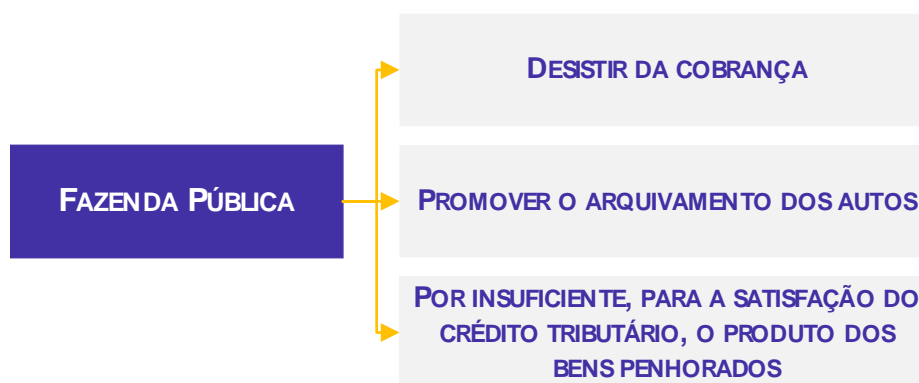 FAZENDA PÚBLICA
DESISTIR DA COBRANÇA
PROMOVER O ARQUIVAMENTO DOS AUTOS
POR INSUFICIENTE, PARA A SATISFAÇÃO DO
CRÉDITO TRIBUTÁRIO, O PRODUTO DOS
BENS PENHORADOS